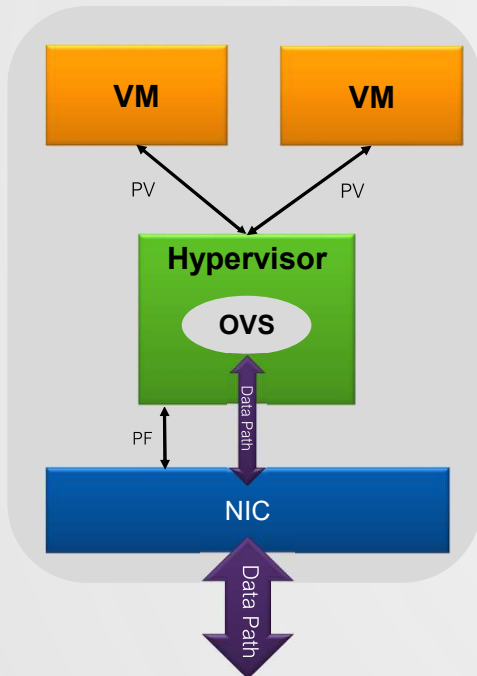 VM
VM
PV
PV
Hypervisor
OVS
Data Path
PF
NIC
Data Path